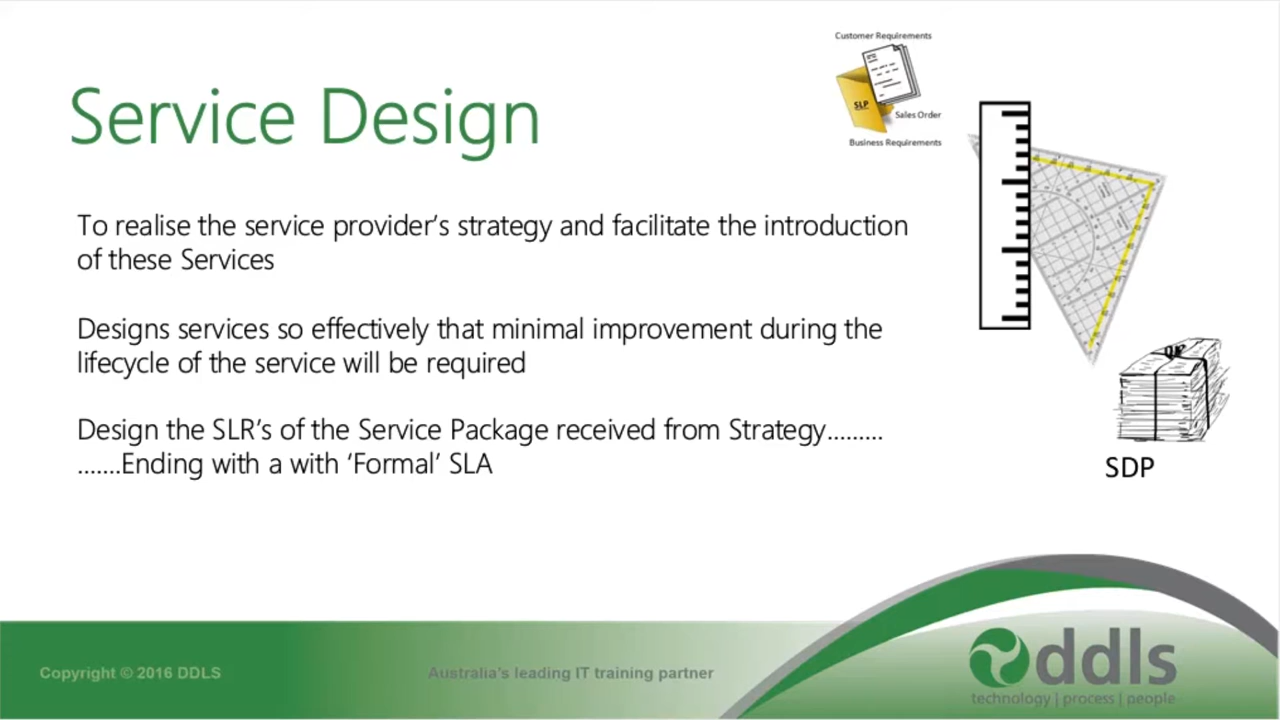 Customer Requirements
SLP
Sales Order
Business Requirements
Service Design
To realise the service provider's strategy and facilitate the introduction
of these Services
Designs services so effectively that minimal improvement during the
lifecycle of the service will be required
Design the SLR's of the Service Package received from Strategy.........
.......Ending with a with 'Formal' SLA
SDP
Copyright © 2016 DDLS
Australia's leading IT training partner
ddls
technology | process | people